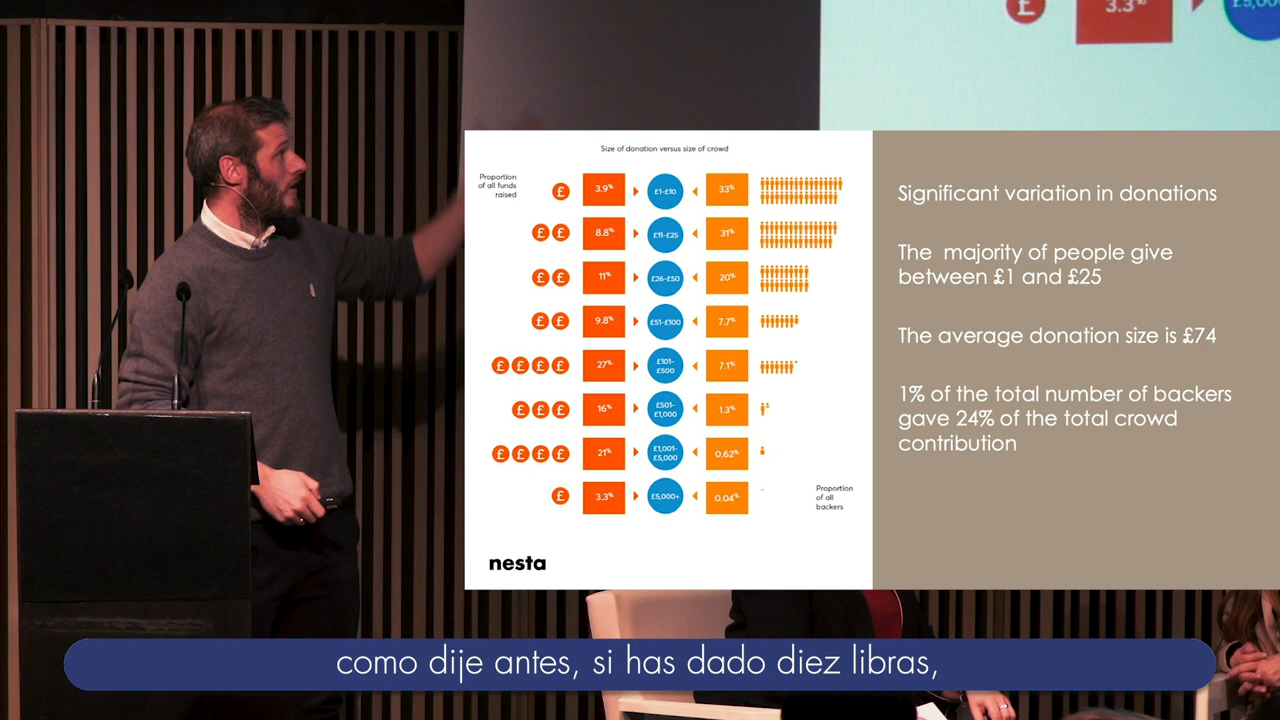 £
3.3%
£5,00
Size of donation versus size of crowd
Proportion
of all funds
raised
£ 3.9% £1-£10 33%
£ £ 8.8% £11-£25 31%
£ £ 11% £26-£50 20%
£ £ 9.8% £51-£100 7.7%
£ £ £ £ 27% £101-
£500 7.1%
£ £ £ 16% £501-
£1,000 1.3%
£ £ £ £ 21% £1,001-
£5,000 0.62%
£ 3.3% £5,000+ 0.04%
Proportion
of all
backers
nesta
Significant variation in donations
The majority of people give
between £1 and £25
The average donation size is £74
1% of the total number of backers
gave 24% of the total crowd
contribution
como dije antes, si has dado diez libras,